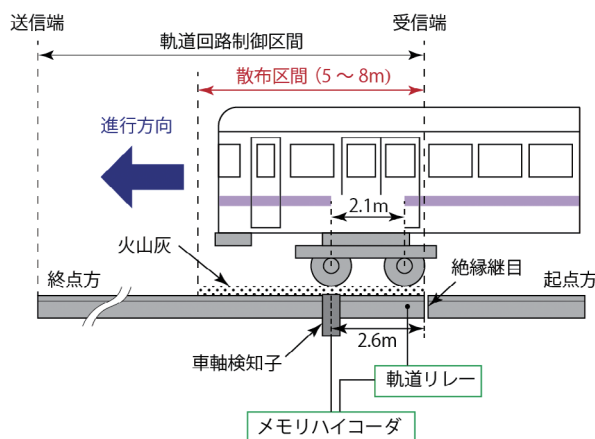 送信端
受信端
軌道回路制御区間
散布区間（5 ～ 8m）
進行方向
2.1m
火山灰
絶縁継目
終点方
起点方
2.6m
車軸検知子
軌道リレー
メモリハイコーダ